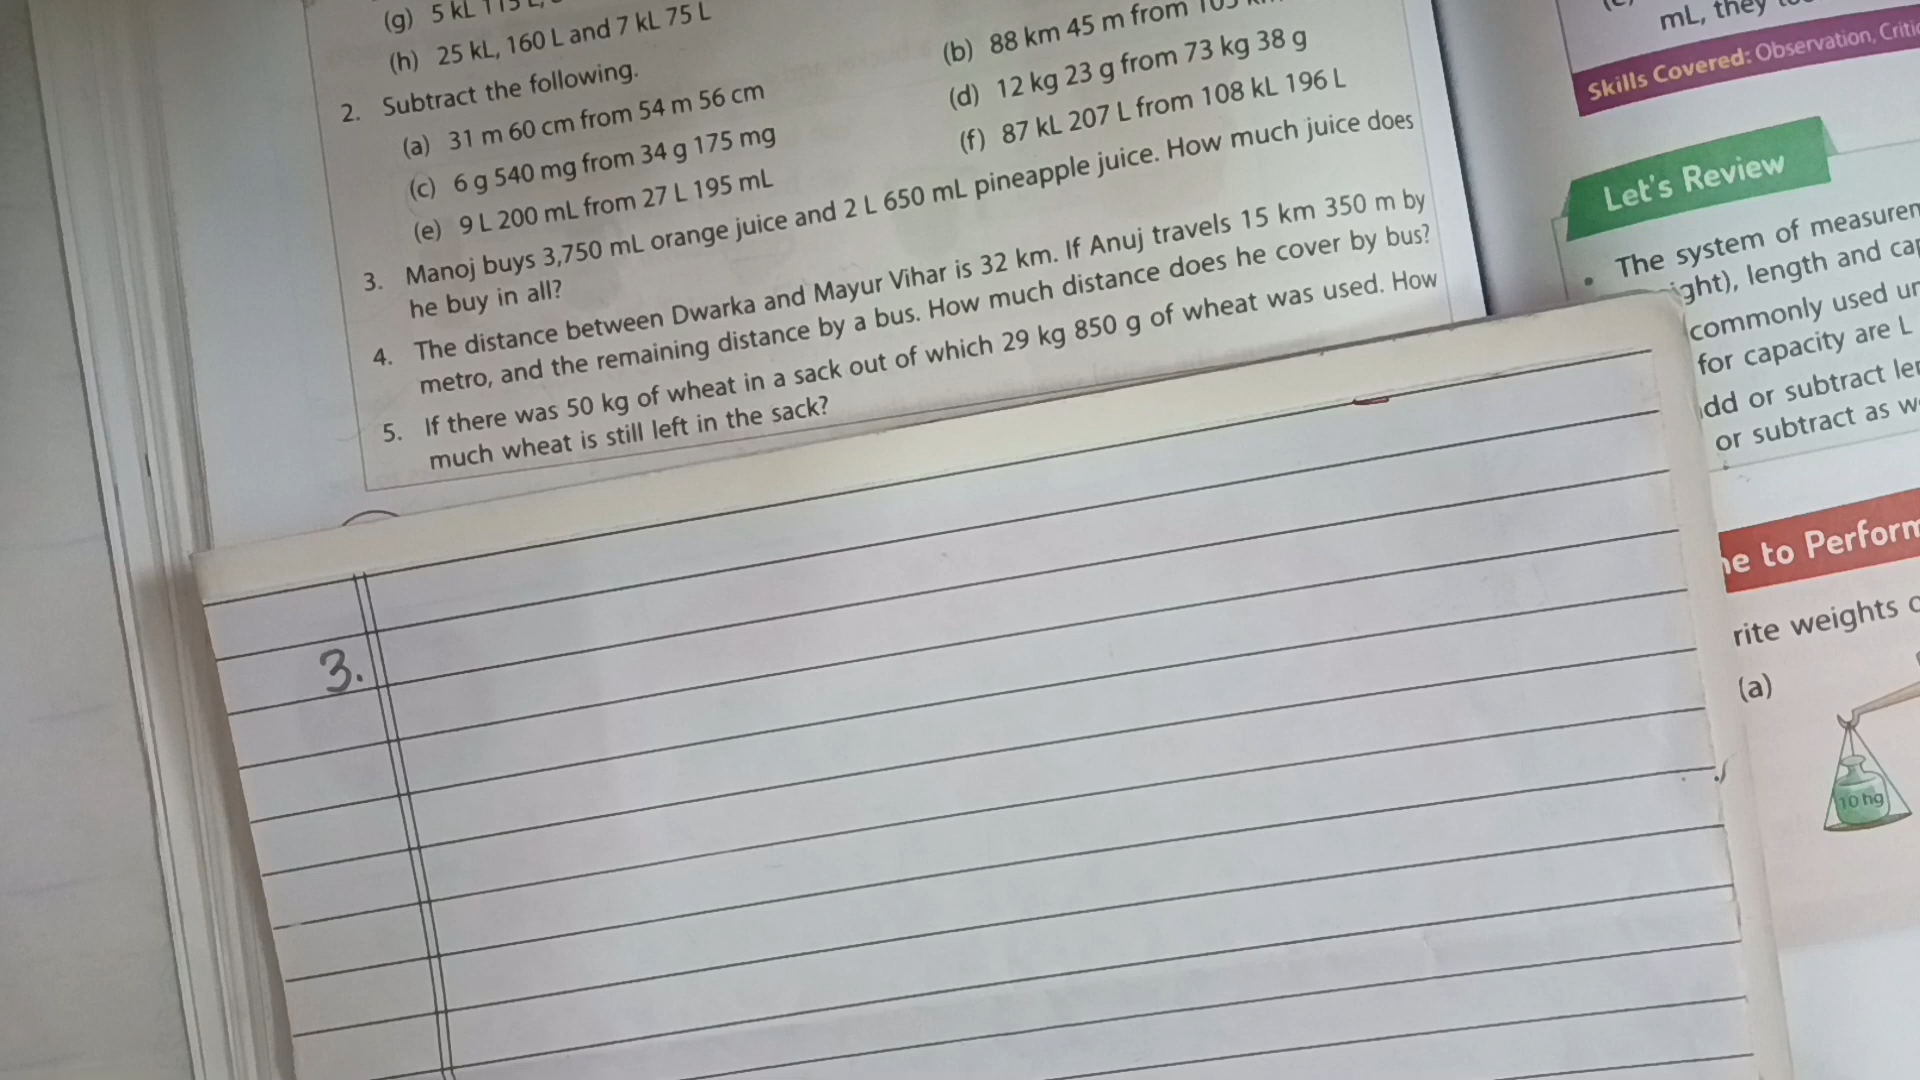 (g) 5 kL
(h) 25 kL, 160 L and 7 kL 75 L
2. Subtract the following.
(a) 31 m 60 cm from 54 m 56 cm
(b) 88 km 45 m from
(c) 6 g 540 mg from 34 g 175 mg
(d) 12 kg 23 g from 73 kg 38 g
(e) 9 L 200 mL from 27 L 195 mL
(f) 87 kL 207 L from 108 kL 196 L
3. Manoj buys 3,750 mL orange juice and 2 L 650 mL pineapple juice. How much juice does
he buy in all?
4. The distance between Dwarka and Mayur Vihar is 32 km. If Anuj travels 15 km 350 m by
metro, and the remaining distance by a bus. How much distance does he cover by bus?
5. If there was 50 kg of wheat in a sack out of which 29 kg 850 g of wheat was used. How
much wheat is still left in the sack?
3.
mL, they
Skills Covered: Observation,
Let's Review
• The system of
length and
commonly used
for capacity are L
or subtract
or subtract as
to Perform
weights
(a)
10 hg